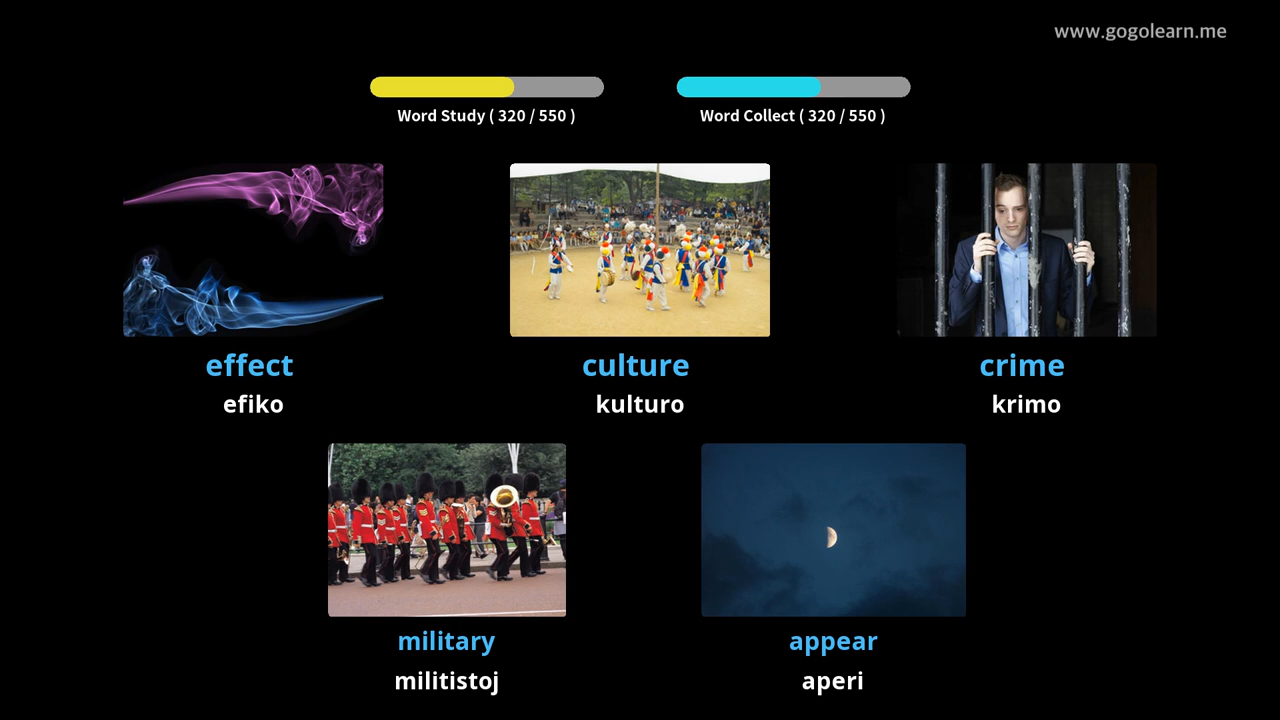 www.gogolearn.me
Word Study ( 320 / 550 )
Word Collect ( 320 / 550 )
effect
efiko
culture
kulturo
crime
krimo
military
militistoj
appear
aperi